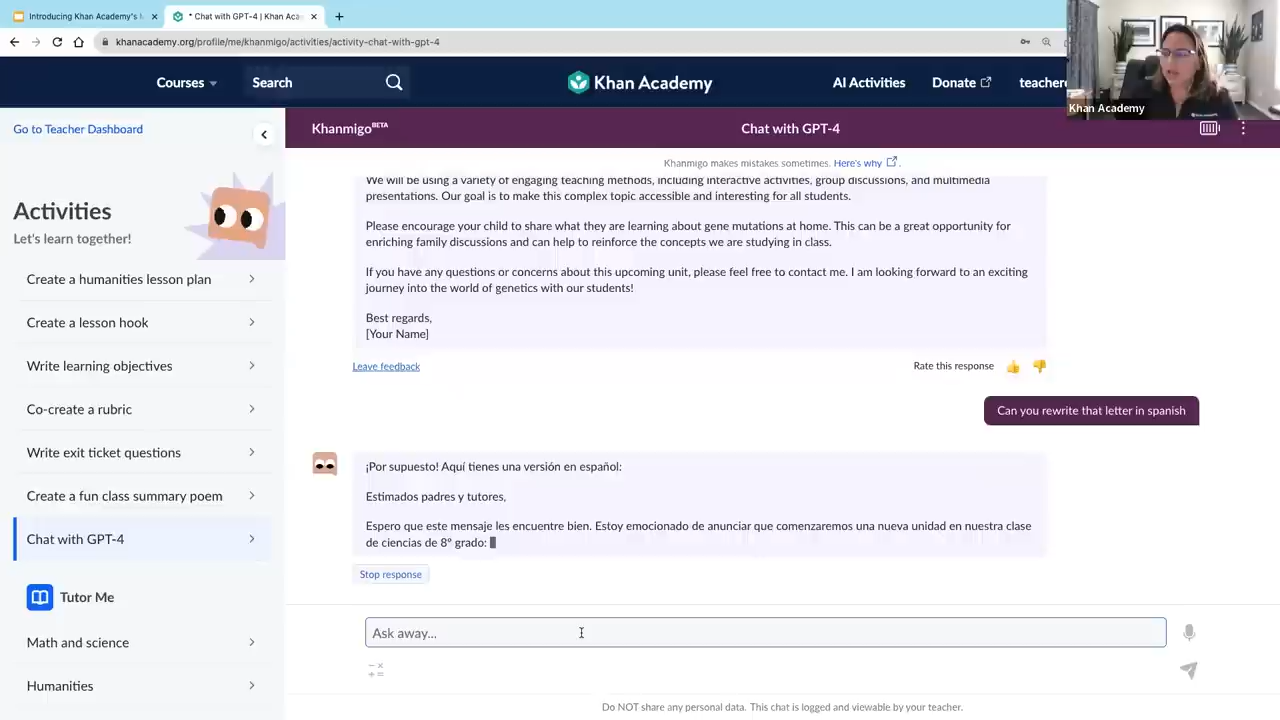 Introducing Khan Academy's
* Chat with GPT-4 | Khan Aca
khanacademy.org/profile/me/khanmigo/activities/activity-chat-with-gpt-4
Courses
Search
Khan Academy
AI Activities
Donate
teacher
Khan Academy
Go to Teacher Dashboard
Khanmigo BETA
Chat with GPT-4
Khanmigo makes mistakes sometimes. Here's why .
Activities
Let's learn together!
Create a humanities lesson plan
Create a lesson hook
Write learning objectives
Co-create a rubric
Write exit ticket questions
Create a fun class summary poem
Chat with GPT-4
Tutor Me
Math and science
Humanities
We will be using a variety of engaging teaching methods, including interactive activities, group discussions, and multimedia
presentations. Our goal is to make this complex topic accessible and interesting for all students.
Please encourage your child to share what they are learning about gene mutations at home. This can be a great opportunity for
enriching family discussions and can help to reinforce the concepts we are studying in class.
If you have any questions or concerns about this upcoming unit, please feel free to contact me. I am looking forward to an exciting
journey into the world of genetics with our students!
Best regards,
[Your Name]
Leave feedback
Rate this response
Can you rewrite that letter in spanish
¡Por supuesto! Aquí tienes una versión en español:
Estimados padres y tutores,
Espero que este mensaje les encuentre bien. Estoy emocionado de anunciar que comenzaremos una nueva unidad en nuestra clase
de ciencias de 8º grado:
Stop response
Ask away...
Do NOT share any personal data. This chat is logged and viewable by your teacher.